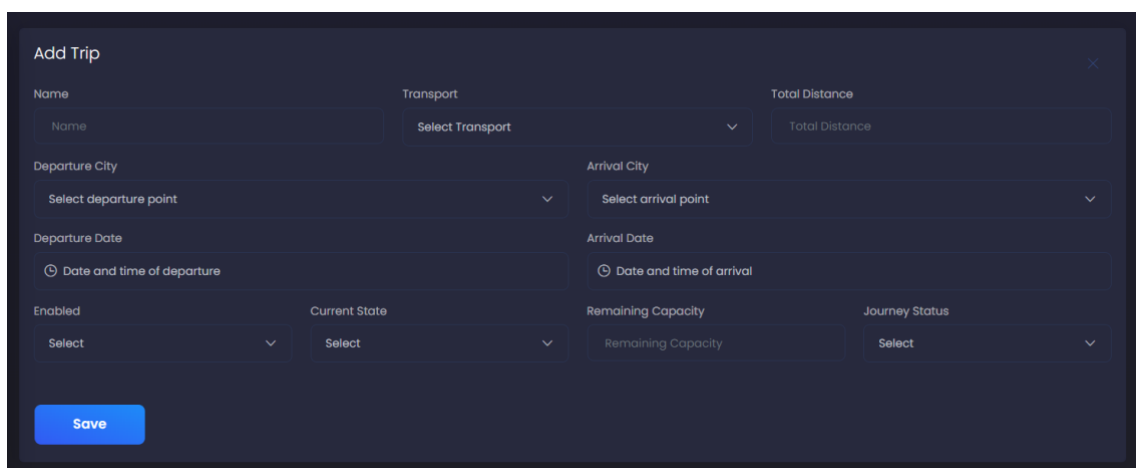 Add Trip
Name Transport Total Distance
Name Select Transport Total Distance
Departure City Arrival City
Select departure point Select arrival point
Departure Date Arrival Date
Date and time of departure Date and time of arrival
Enabled Current State Remaining Capacity Journey Status
Select Select Remaining Capacity Select
Save